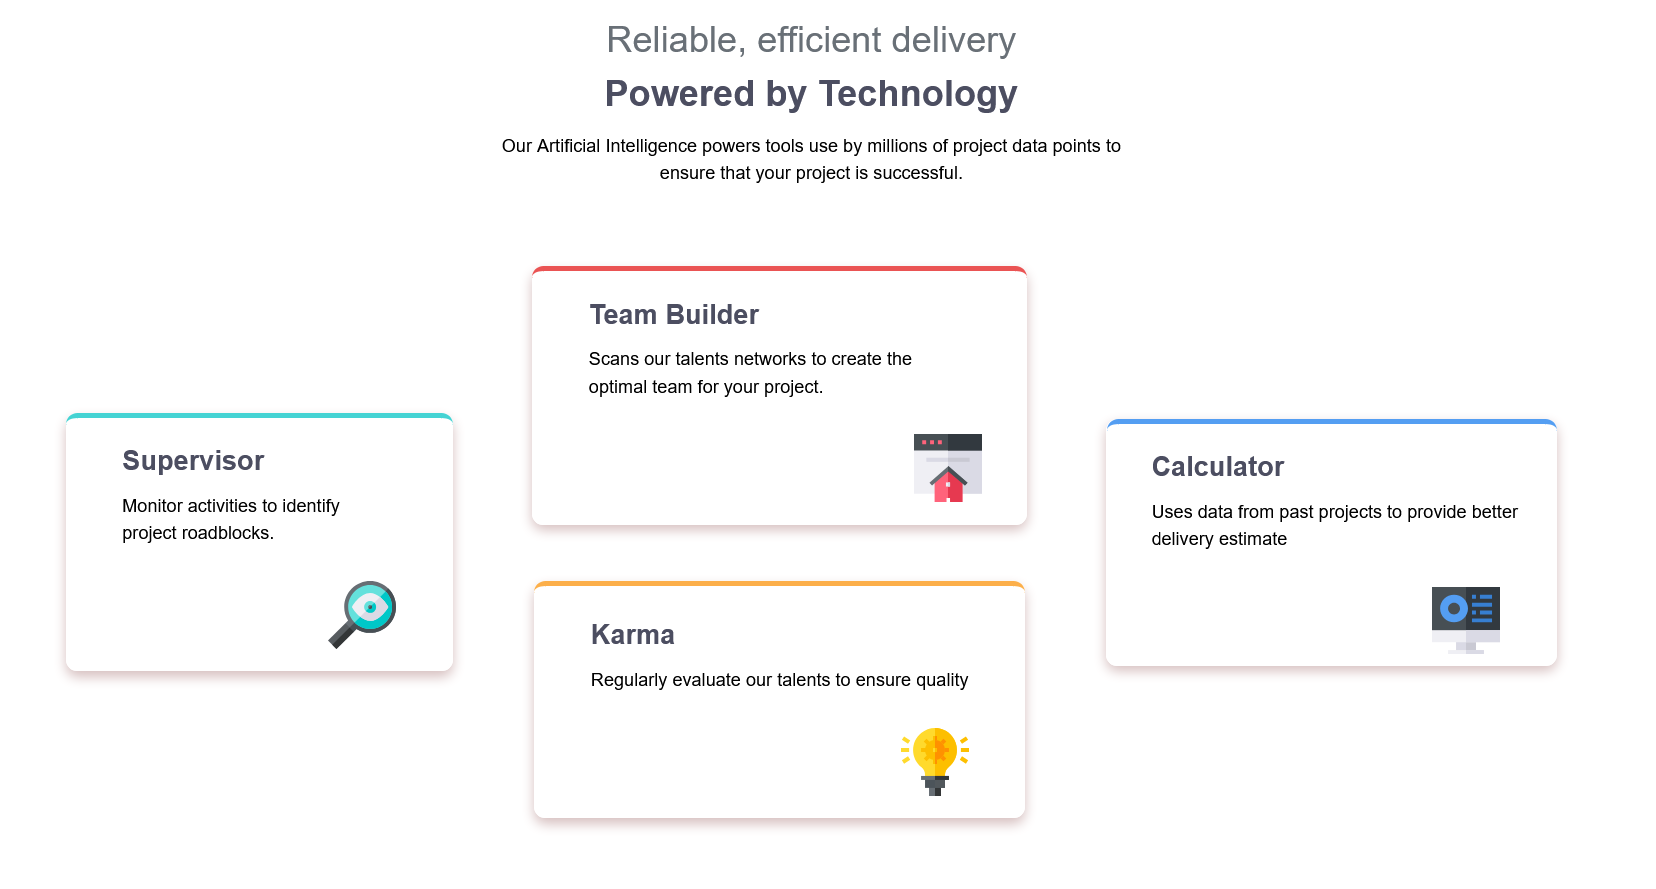 Reliable, efficient delivery
Powered by Technology
Our Artificial Intelligence powers tools use by millions of project data points to
ensure that your project is successful.
Team Builder
Scans our talents networks to create the
optimal team for your project.
Supervisor
Monitor activities to identify
project roadblocks.
Calculator
Uses data from past projects to provide better
delivery estimate
Karma
Regularly evaluate our talents to ensure quality